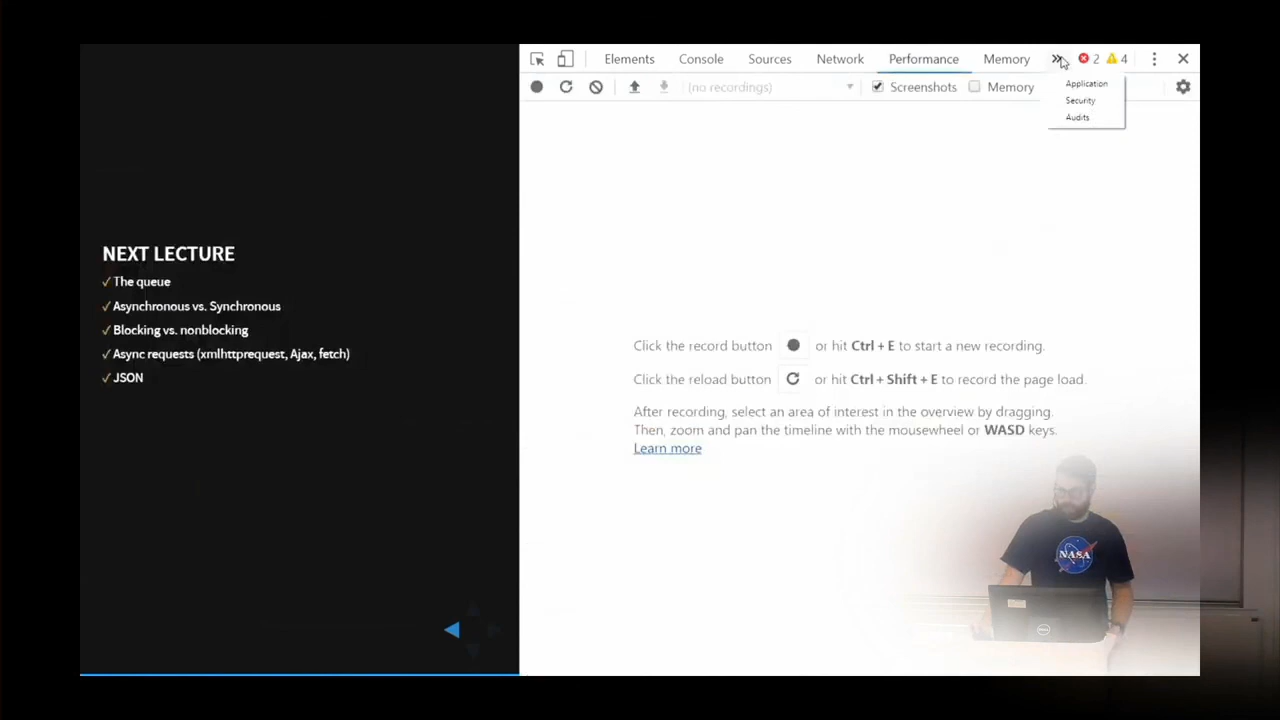 NEXT LECTURE
✓ The queue
✓ Asynchronous vs. Synchronous
✓ Blocking vs. nonblocking
✓ Async requests (xmlhttprequest, Ajax, fetch)
✓ JSON
Elements Console Sources Network Performance Memory » 2 4
(no recordings) Screenshots Memory
Application
Security
Audits
Click the record button or hit Ctrl + E to start a new recording.
Click the reload button or hit Ctrl + Shift + E to record the page load.
After recording, select an area of interest in the overview by dragging.
Then, zoom and pan the timeline with the mousewheel or WASD keys.
Learn more
NASA
DELL